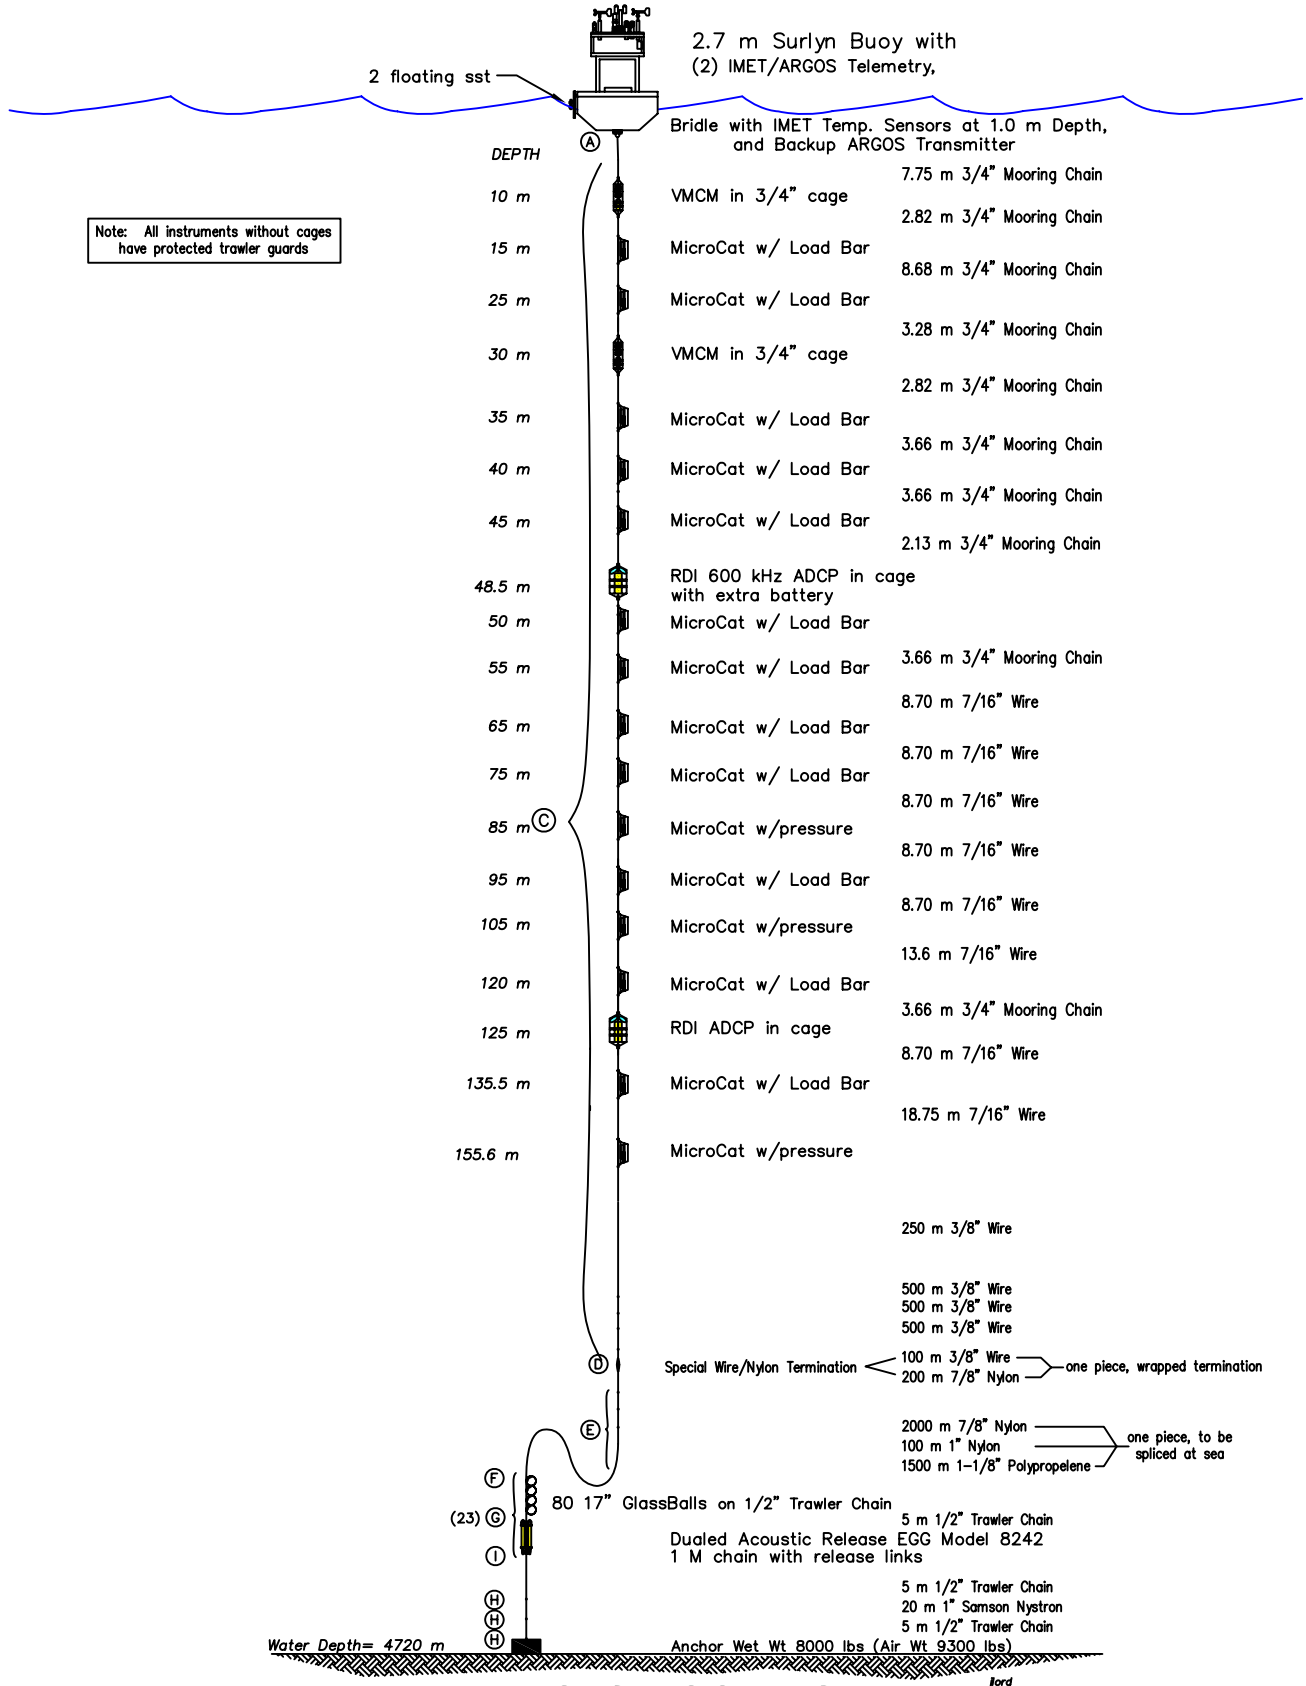 2.7 m Surlyn Buoy with
(2) IMET/ARGOS Telemetry,
2 floating sst
Bridle with IMET Temp. Sensors at 1.0 m Depth,
and Backup ARGOS Transmitter
A
DEPTH
7.75 m 3/4" Mooring Chain
10 m VMCM in 3/4" cage
2.82 m 3/4" Mooring Chain
Note: All instruments without cages
have protected trawler guards
15 m MicroCat w/ Load Bar
8.68 m 3/4" Mooring Chain
25 m MicroCat w/ Load Bar
3.28 m 3/4" Mooring Chain
30 m VMCM in 3/4" cage
2.82 m 3/4" Mooring Chain
35 m MicroCat w/ Load Bar
3.66 m 3/4" Mooring Chain
40 m MicroCat w/ Load Bar
3.66 m 3/4" Mooring Chain
45 m MicroCat w/ Load Bar
2.13 m 3/4" Mooring Chain
48.5 m RDI 600 kHz ADCP in cage
with extra battery
50 m MicroCat w/ Load Bar
3.66 m 3/4" Mooring Chain
55 m MicroCat w/ Load Bar
8.70 m 7/16" Wire
65 m MicroCat w/ Load Bar
8.70 m 7/16" Wire
75 m MicroCat w/ Load Bar
8.70 m 7/16" Wire
85 m C MicroCat w/pressure
8.70 m 7/16" Wire
95 m MicroCat w/ Load Bar
8.70 m 7/16" Wire
105 m MicroCat w/pressure
13.6 m 7/16" Wire
120 m MicroCat w/ Load Bar
3.66 m 3/4" Mooring Chain
125 m RDI ADCP in cage
8.70 m 7/16" Wire
135.5 m MicroCat w/ Load Bar
18.75 m 7/16" Wire
155.6 m MicroCat w/pressure
250 m 3/8" Wire
500 m 3/8" Wire
500 m 3/8" Wire
500 m 3/8" Wire
D Special Wire/Nylon Termination
100 m 3/8" Wire
200 m 7/8" Nylon
one piece, wrapped termination
E
2000 m 7/8" Nylon
100 m 1" Nylon
1500 m 1-1/8" Polypropelene
one piece, to be
spliced at sea
F
80 17" GlassBalls on 1/2" Trawler Chain
(23) G
5 m 1/2" Trawler Chain
Dualed Acoustic Release EGG Model 8242
1 M chain with release links
I
5 m 1/2" Trawler Chain
H
20 m 1" Samson Nystron
H
5 m 1/2" Trawler Chain
H
Water Depth= 4720 m
Anchor Wet Wt 8000 lbs (Air Wt 9300 lbs)